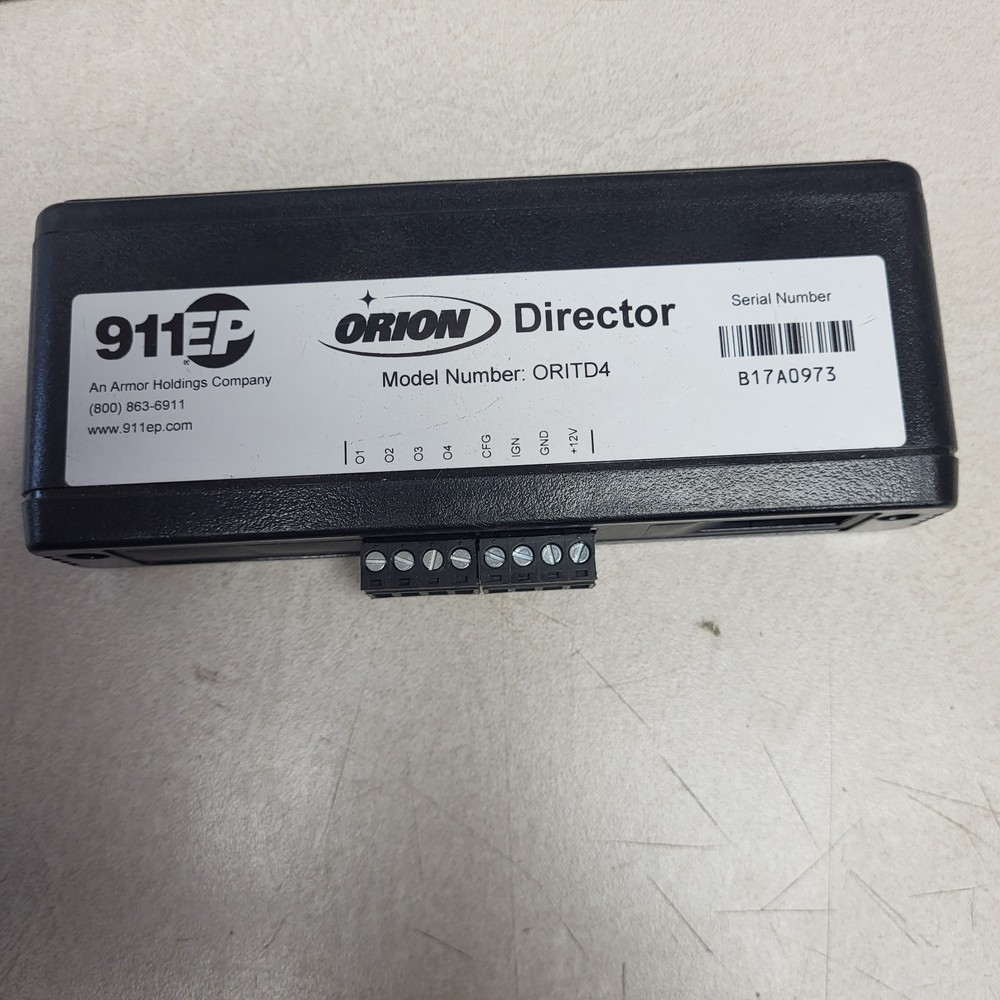 911EP®
An Armor Holdings Company
(800) 863-6911
www.911ep.com
ORION Director
Model Number: ORITD4
O1 O2 O3 O4 CFG IGN GND +12V
Serial Number
B17A0973